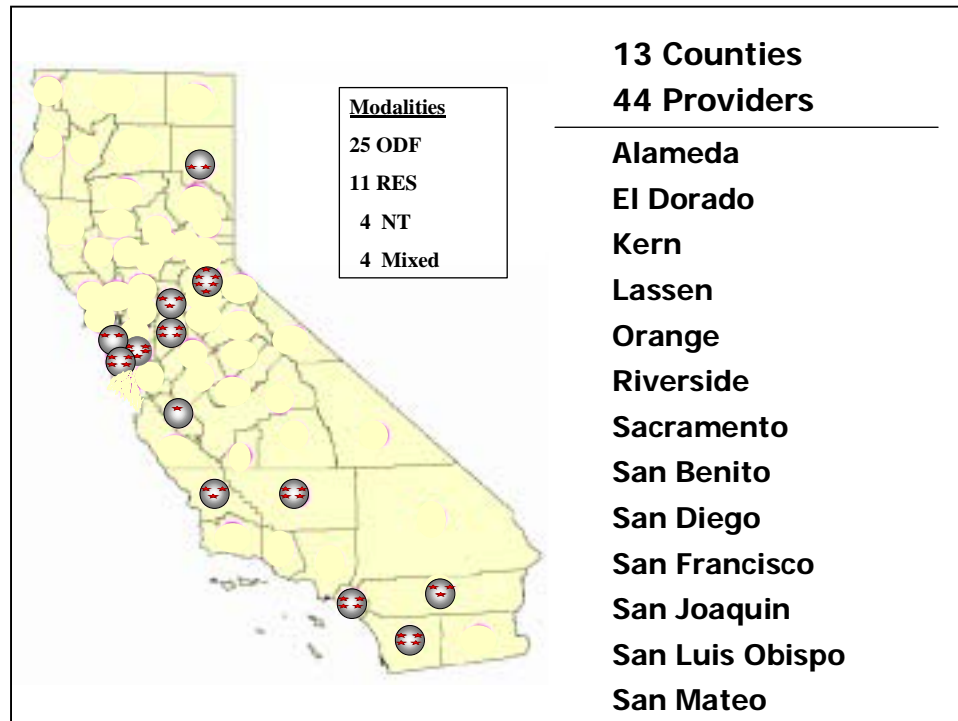 13 Counties
44 Providers
Modalities
25 ODF
11 RES
4 NT
4 Mixed
Alameda
El Dorado
Kern
Lassen
Orange
Riverside
Sacramento
San Benito
San Diego
San Francisco
San Joaquin
San Luis Obispo
San Mateo